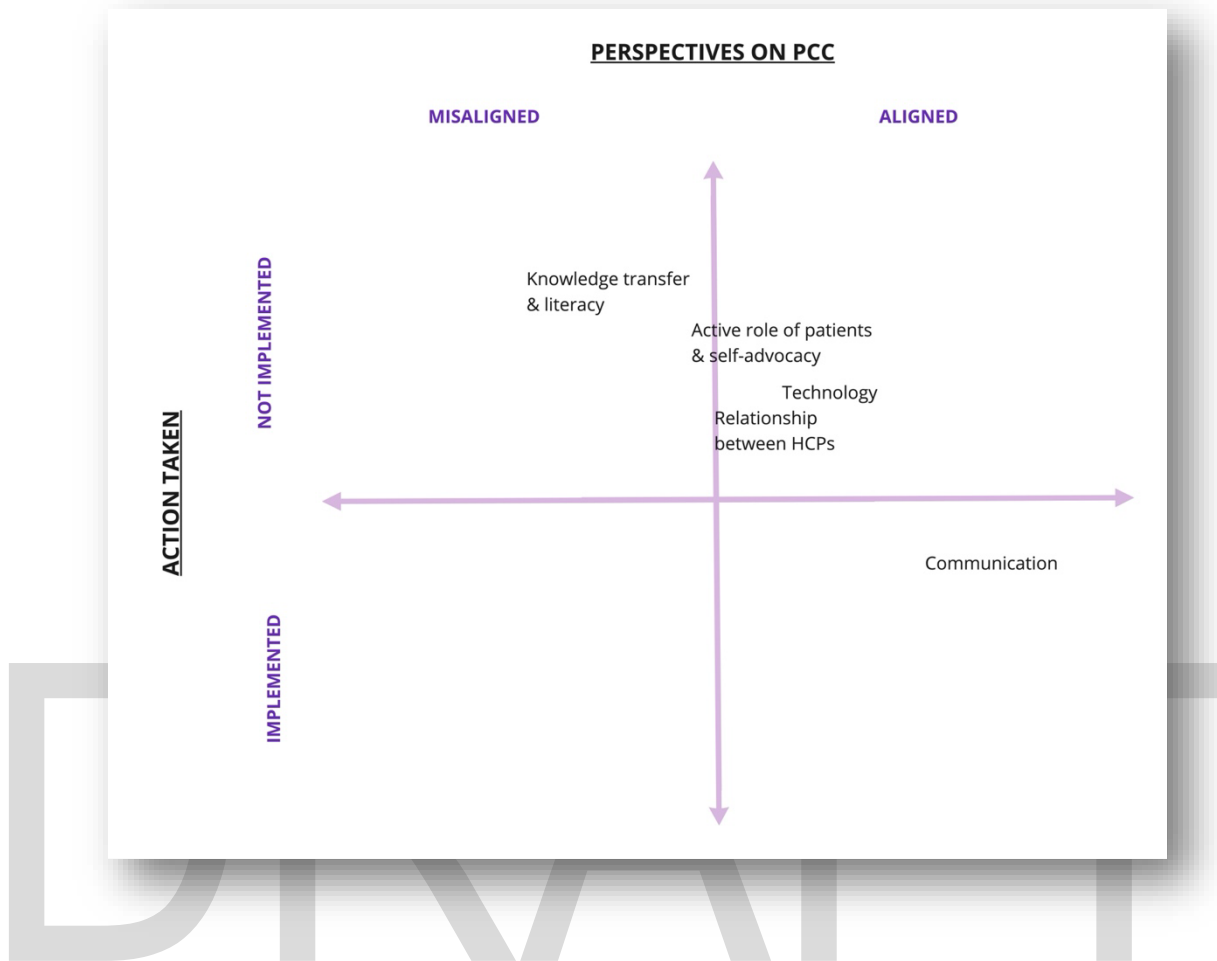 PERSPECTIVES ON PCC
MISALIGNED
ALIGNED
NOT IMPLEMENTED
Knowledge transfer
& literacy
Active role of patients
& self-advocacy
Technology
Relationship
between HCPs
ACTION TAKEN
Communication
IMPLEMENTED
DRAFT